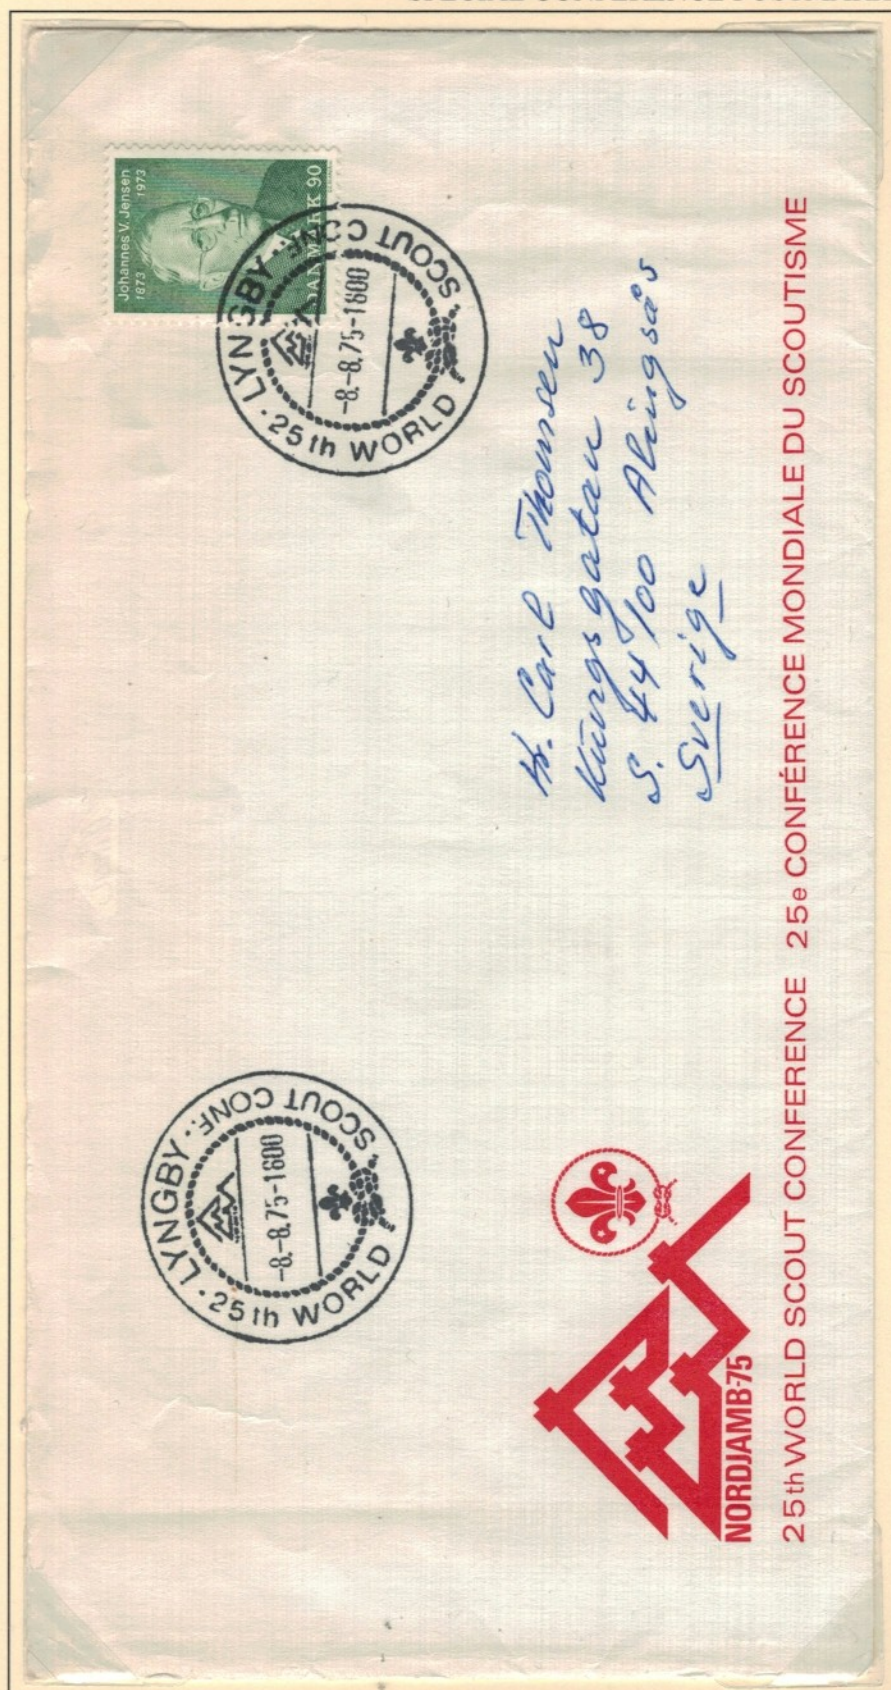 Johannes V. Jensen
1873 1973
DANMARK 90
LYNGBY · 25th WORLD SCOUT CONF.
-8.-8.75-1800
LYNGBY · 25th WORLD SCOUT CONF.
-8.-8.75-1800
Hr. Carl Thomsen
Kungsgatan 38
S. 44100 Alingsås
Sverige
NORDJAMB-75
25th WORLD SCOUT CONFERENCE 25e CONFÉRENCE MONDIALE DU SCOUTISME